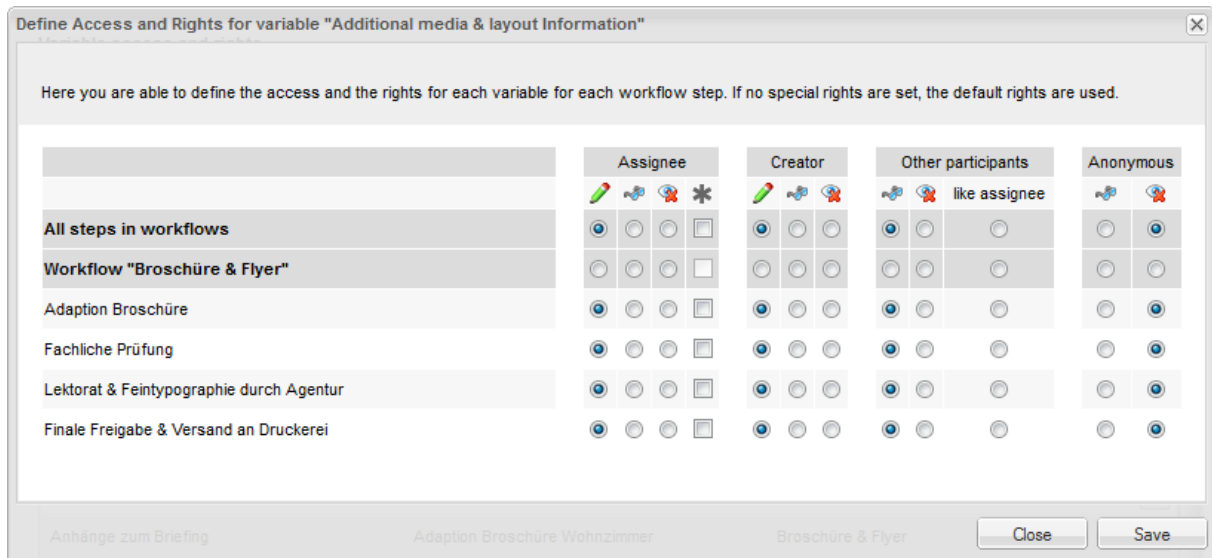 Define Access and Rights for variable "Additional media & layout Information"
Variable access and rights
Here you are able to define the access and the rights for each variable for each workflow step. If no special rights are set, the default rights are used.
Assignee Creator Other participants Anonymous
like assignee
All steps in workflows
Workflow "Broschüre & Flyer"
Adaption Broschüre
Fachliche Prüfung
Lektorat & Feintypographie durch Agentur
Finale Freigabe & Versand an Druckerei
Anhänge zum Briefing Adaption Broschüre Wohnzimmer Broschüre & Flyer Close Save